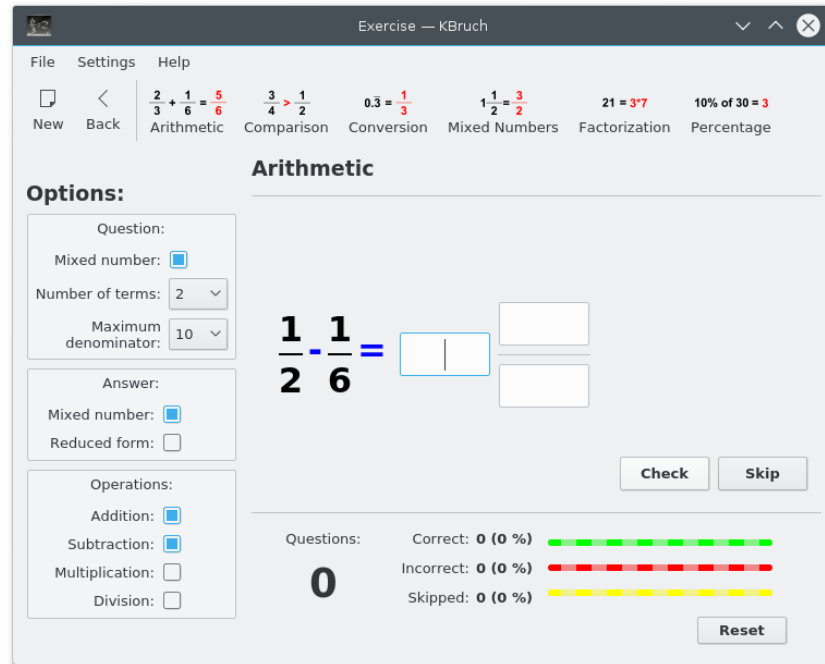 Exercise — KBruch
File Settings Help
2/3 + 1/6 = 5/6
3/4 > 1/2
0.3̅ = 1/3
1 1/2 = 3/2
21 = 3*7
10% of 30 = 3
New Back Arithmetic Comparison Conversion Mixed Numbers Factorization Percentage
Arithmetic
Options:
Question:
Mixed number:
Number of terms: 2
Maximum
denominator: 10
Answer:
Mixed number:
Reduced form:
Operations:
Addition:
Subtraction:
Multiplication:
Division:
1/2 - 1/6 =
Check Skip
Questions:
0
Correct: 0 (0 %)
Incorrect: 0 (0 %)
Skipped: 0 (0 %)
Reset